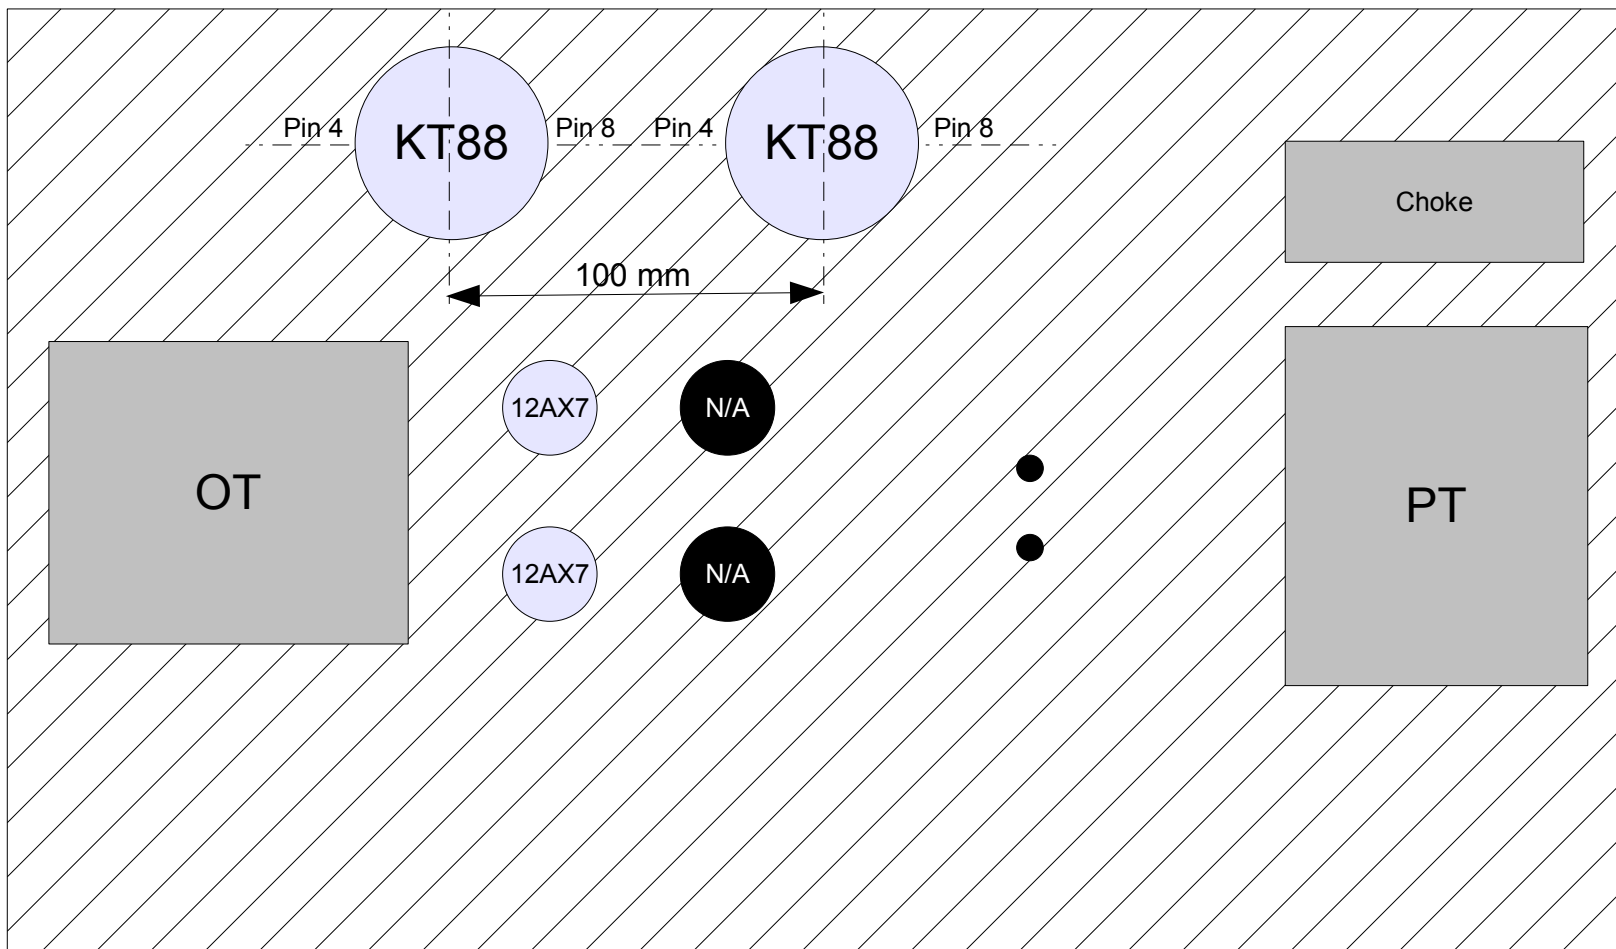 Pin 4
KT88
Pin 8
Pin 4
KT88
Pin 8
Choke
100 mm
12AX7
N/A
OT
PT
12AX7
N/A